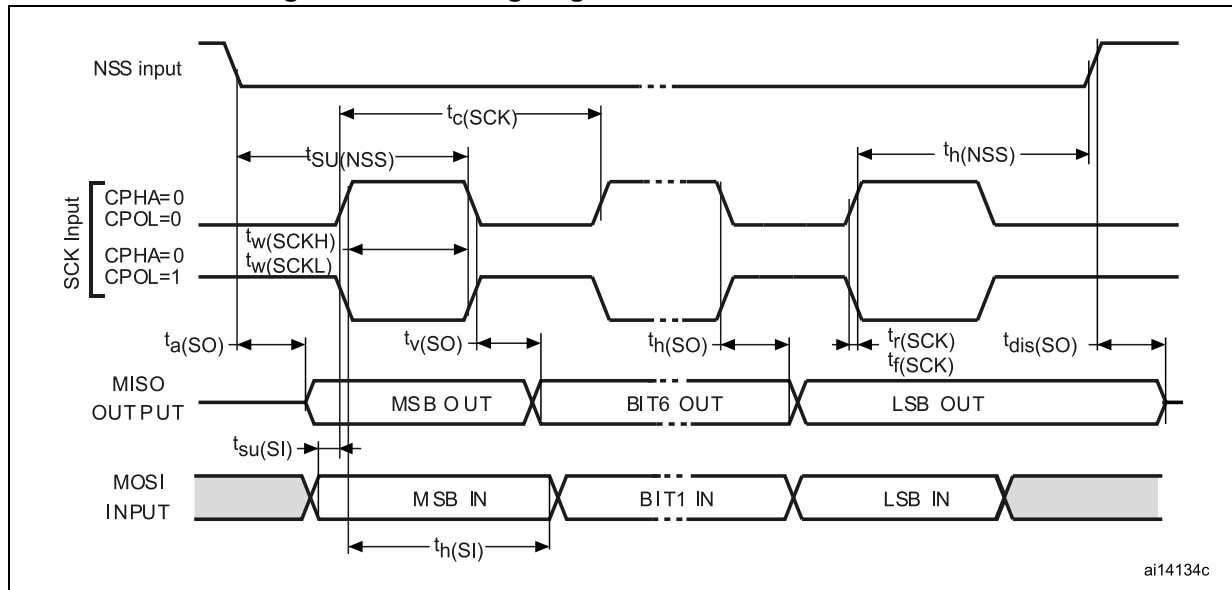 NSS input
tc(SCK)
tSU(NSS)
th(NSS)
SCK Input
CPHA=0
CPOL=0
tw(SCKH)
CPHA=0
tw(SCKL)
CPOL=1
ta(SO)
tv(SO)
th(SO)
tr(SCK)
tf(SCK)
tdis(SO)
MISO
OUTPUT
MSB OUT
BIT6 OUT
LSB OUT
tsu(SI)
MOSI
INPUT
MSB IN
BIT1 IN
LSB IN
th(SI)
ai14134c